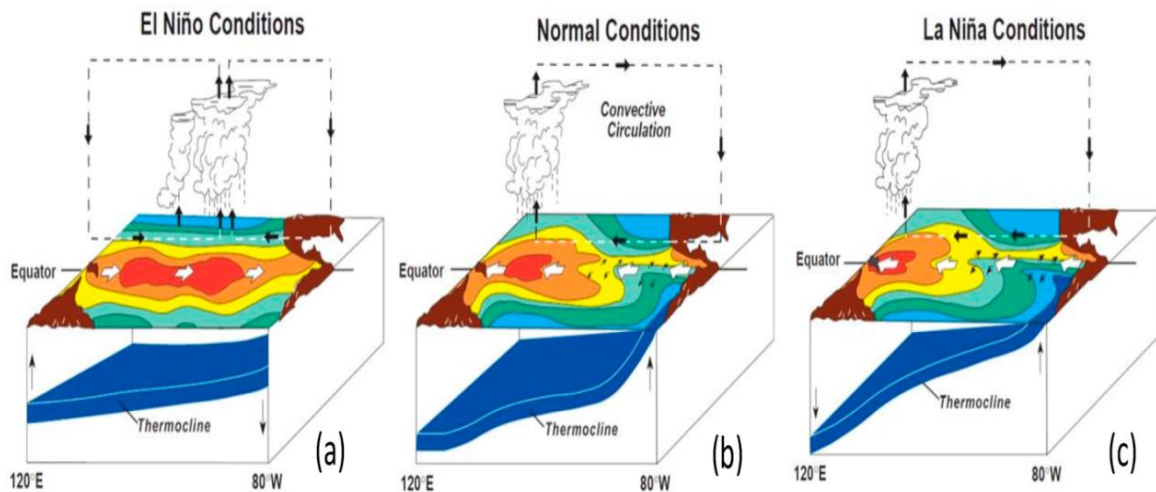 El Niño Conditions
Normal Conditions
La Niña Conditions
Convective
Circulation
Equator
Equator
Equator
Thermocline
Thermocline
Thermocline
(a)
(b)
(c)
120°E
80°W
120°E
80°W
120°E
80°W